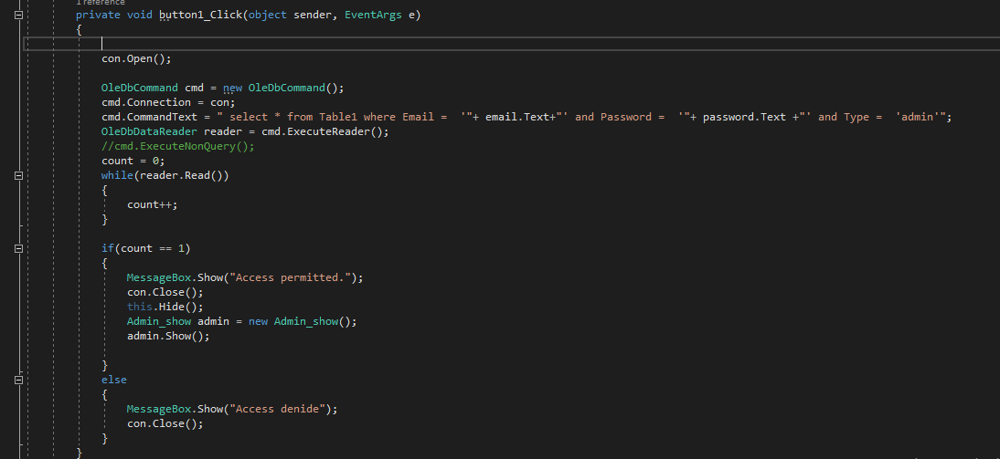 1 reference
private void button1_Click(object sender, EventArgs e)
{
con.Open();
OleDbCommand cmd = new OleDbCommand();
cmd.Connection = con;
cmd.CommandText = " select * from Table1 where Email =  '"+ email.Text+"' and Password =  '"+ password.Text +"' and Type =  'admin'";
OleDbDataReader reader = cmd.ExecuteReader();
//cmd.ExecuteNonQuery();
count = 0;
while(reader.Read())
{
count++;
}
if(count == 1)
{
MessageBox.Show("Access permitted.");
con.Close();
this.Hide();
Admin_show admin = new Admin_show();
admin.Show();
}
else
{
MessageBox.Show("Access denide");
con.Close();
}
}